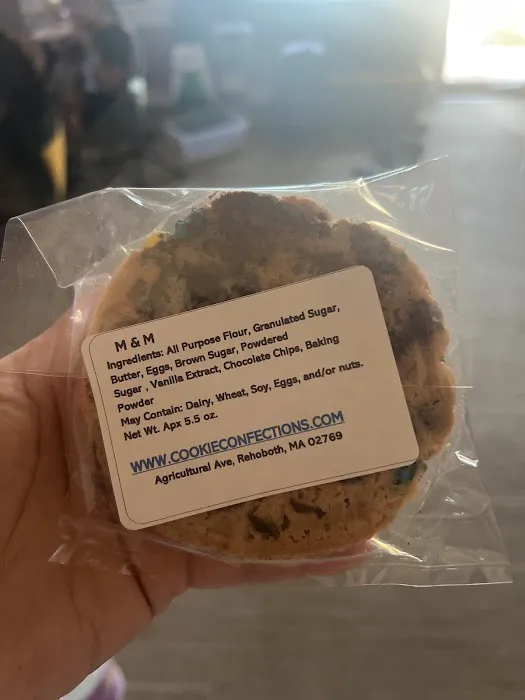 M & M
Ingredients: All Purpose Flour, Granulated Sugar,
Butter, Eggs, Brown Sugar, Powdered
Sugar , Vanilla Extract, Chocolate Chips, Baking
Powder
May Contain: Dairy, Wheat, Soy, Eggs, and/or nuts.
Net Wt. Apx 5.5 oz.
WWW.COOKIECONFECTIONS.COM
Agricultural Ave, Rehoboth, MA 02769